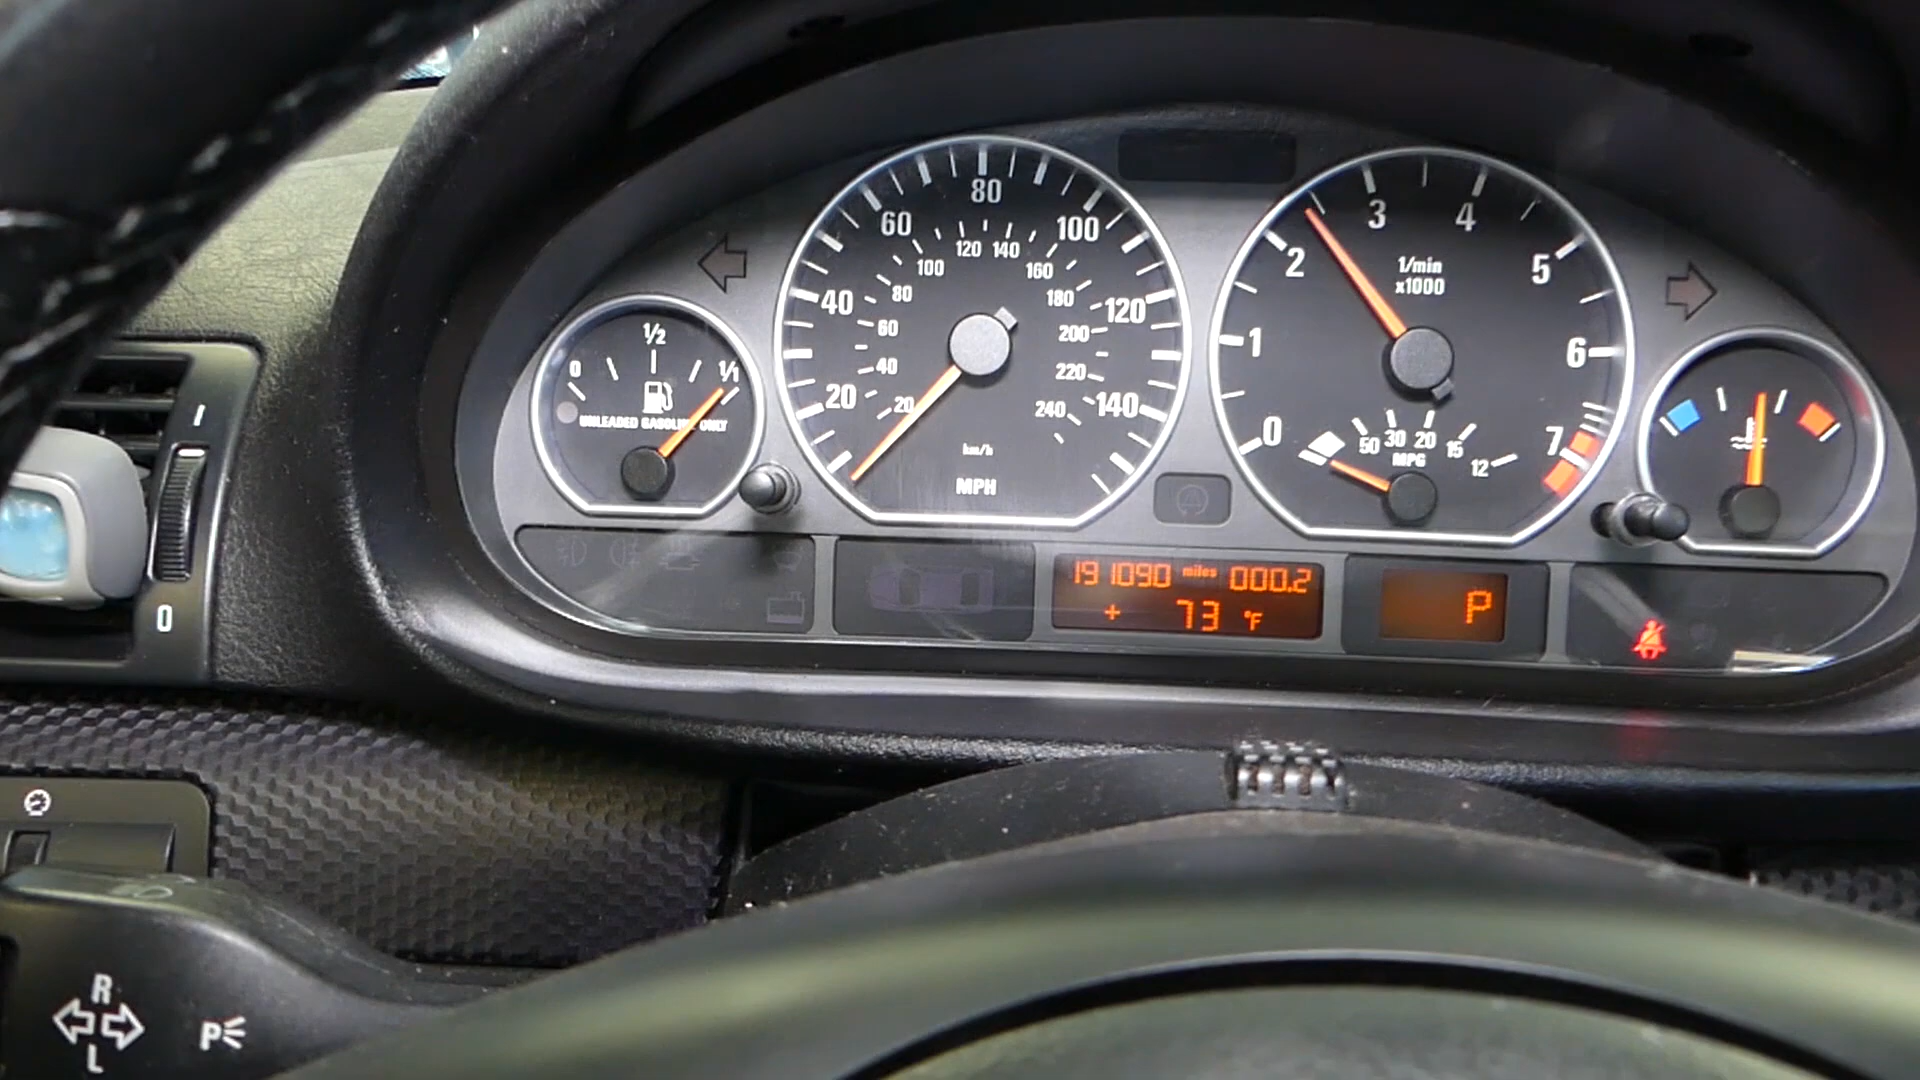 0 1/2 1/1
UNLEADED GASOLINE ONLY
20 40 60 80 100 120 140
20 40 60 80 100 120 140 160 180 200 220 240
km/h
MPH
0 1 2 3 4 5 6 7
1/min
x1000
50 30 20 15 12
MPG
191090 miles 000.2
+ 73 °F
P
I
0
R
L
P